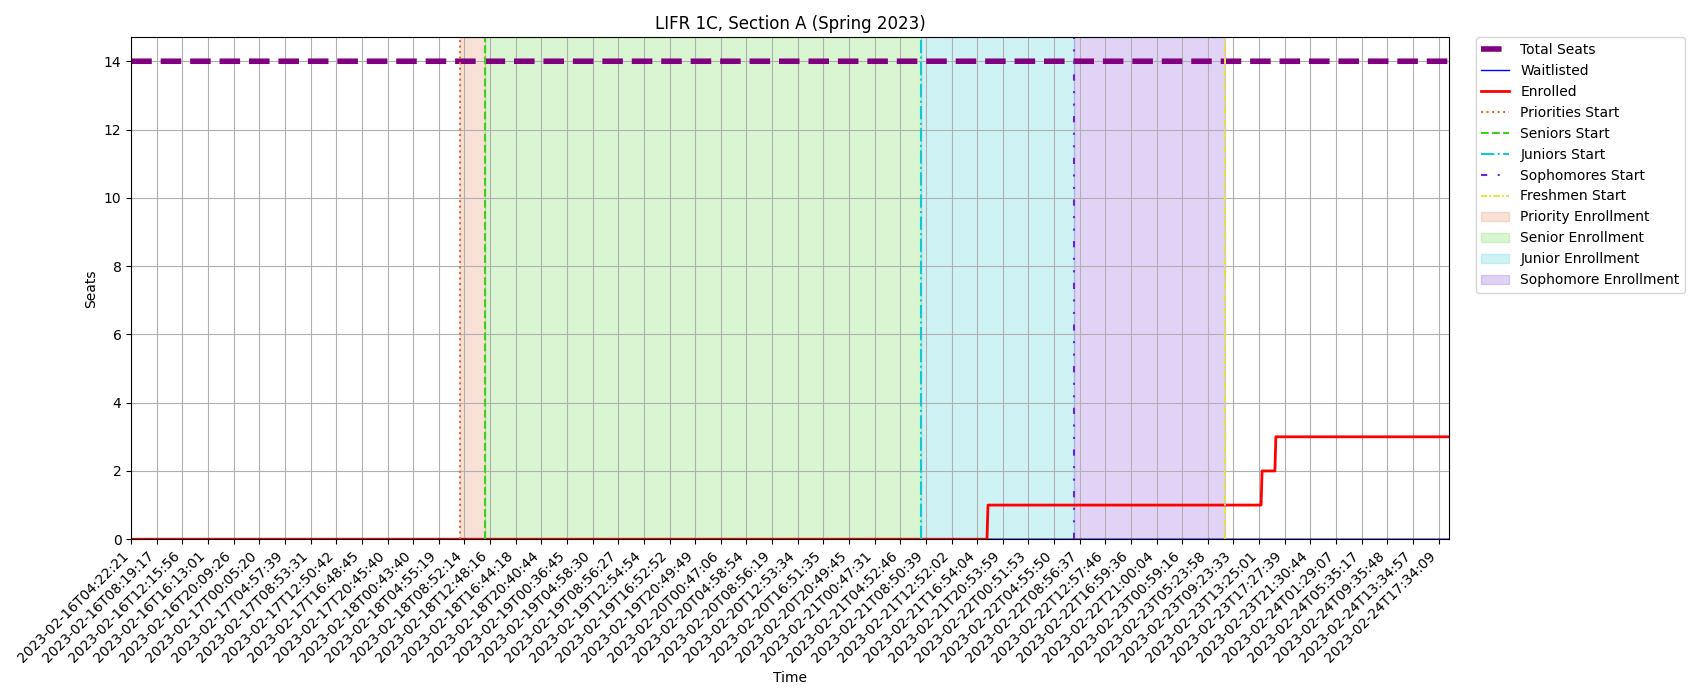 LIFR 1C, Section A (Spring 2023)
Seats
14
12
10
8
6
4
2
0
2023-02-16T04:22:21
2023-02-16T08:19:17
2023-02-16T12:15:56
2023-02-16T16:13:01
2023-02-16T20:09:26
2023-02-17T00:05:20
2023-02-17T04:57:39
2023-02-17T08:53:31
2023-02-17T12:50:42
2023-02-17T16:48:45
2023-02-17T20:45:40
2023-02-18T00:43:40
2023-02-18T04:55:19
2023-02-18T08:52:14
2023-02-18T12:48:16
2023-02-18T16:44:18
2023-02-18T20:40:44
2023-02-19T00:36:45
2023-02-19T04:58:30
2023-02-19T08:56:27
2023-02-19T12:54:54
2023-02-19T16:52:52
2023-02-19T20:49:49
2023-02-20T00:47:06
2023-02-20T04:58:54
2023-02-20T08:56:19
2023-02-20T12:53:34
2023-02-20T16:51:35
2023-02-20T20:49:45
2023-02-21T00:47:31
2023-02-21T04:52:46
2023-02-21T08:50:39
2023-02-21T12:52:02
2023-02-21T16:54:04
2023-02-21T20:53:59
2023-02-22T00:51:53
2023-02-22T04:55:50
2023-02-22T08:56:37
2023-02-22T12:57:46
2023-02-22T16:59:36
2023-02-22T21:00:04
2023-02-23T00:59:16
2023-02-23T05:23:58
2023-02-23T09:23:33
2023-02-23T13:25:01
2023-02-23T17:27:39
2023-02-23T21:30:44
2023-02-24T01:29:07
2023-02-24T05:35:17
2023-02-24T09:35:48
2023-02-24T13:34:57
2023-02-24T17:34:09
Time
Total Seats
Waitlisted
Enrolled
Priorities Start
Seniors Start
Juniors Start
Sophomores Start
Freshmen Start
Priority Enrollment
Senior Enrollment
Junior Enrollment
Sophomore Enrollment